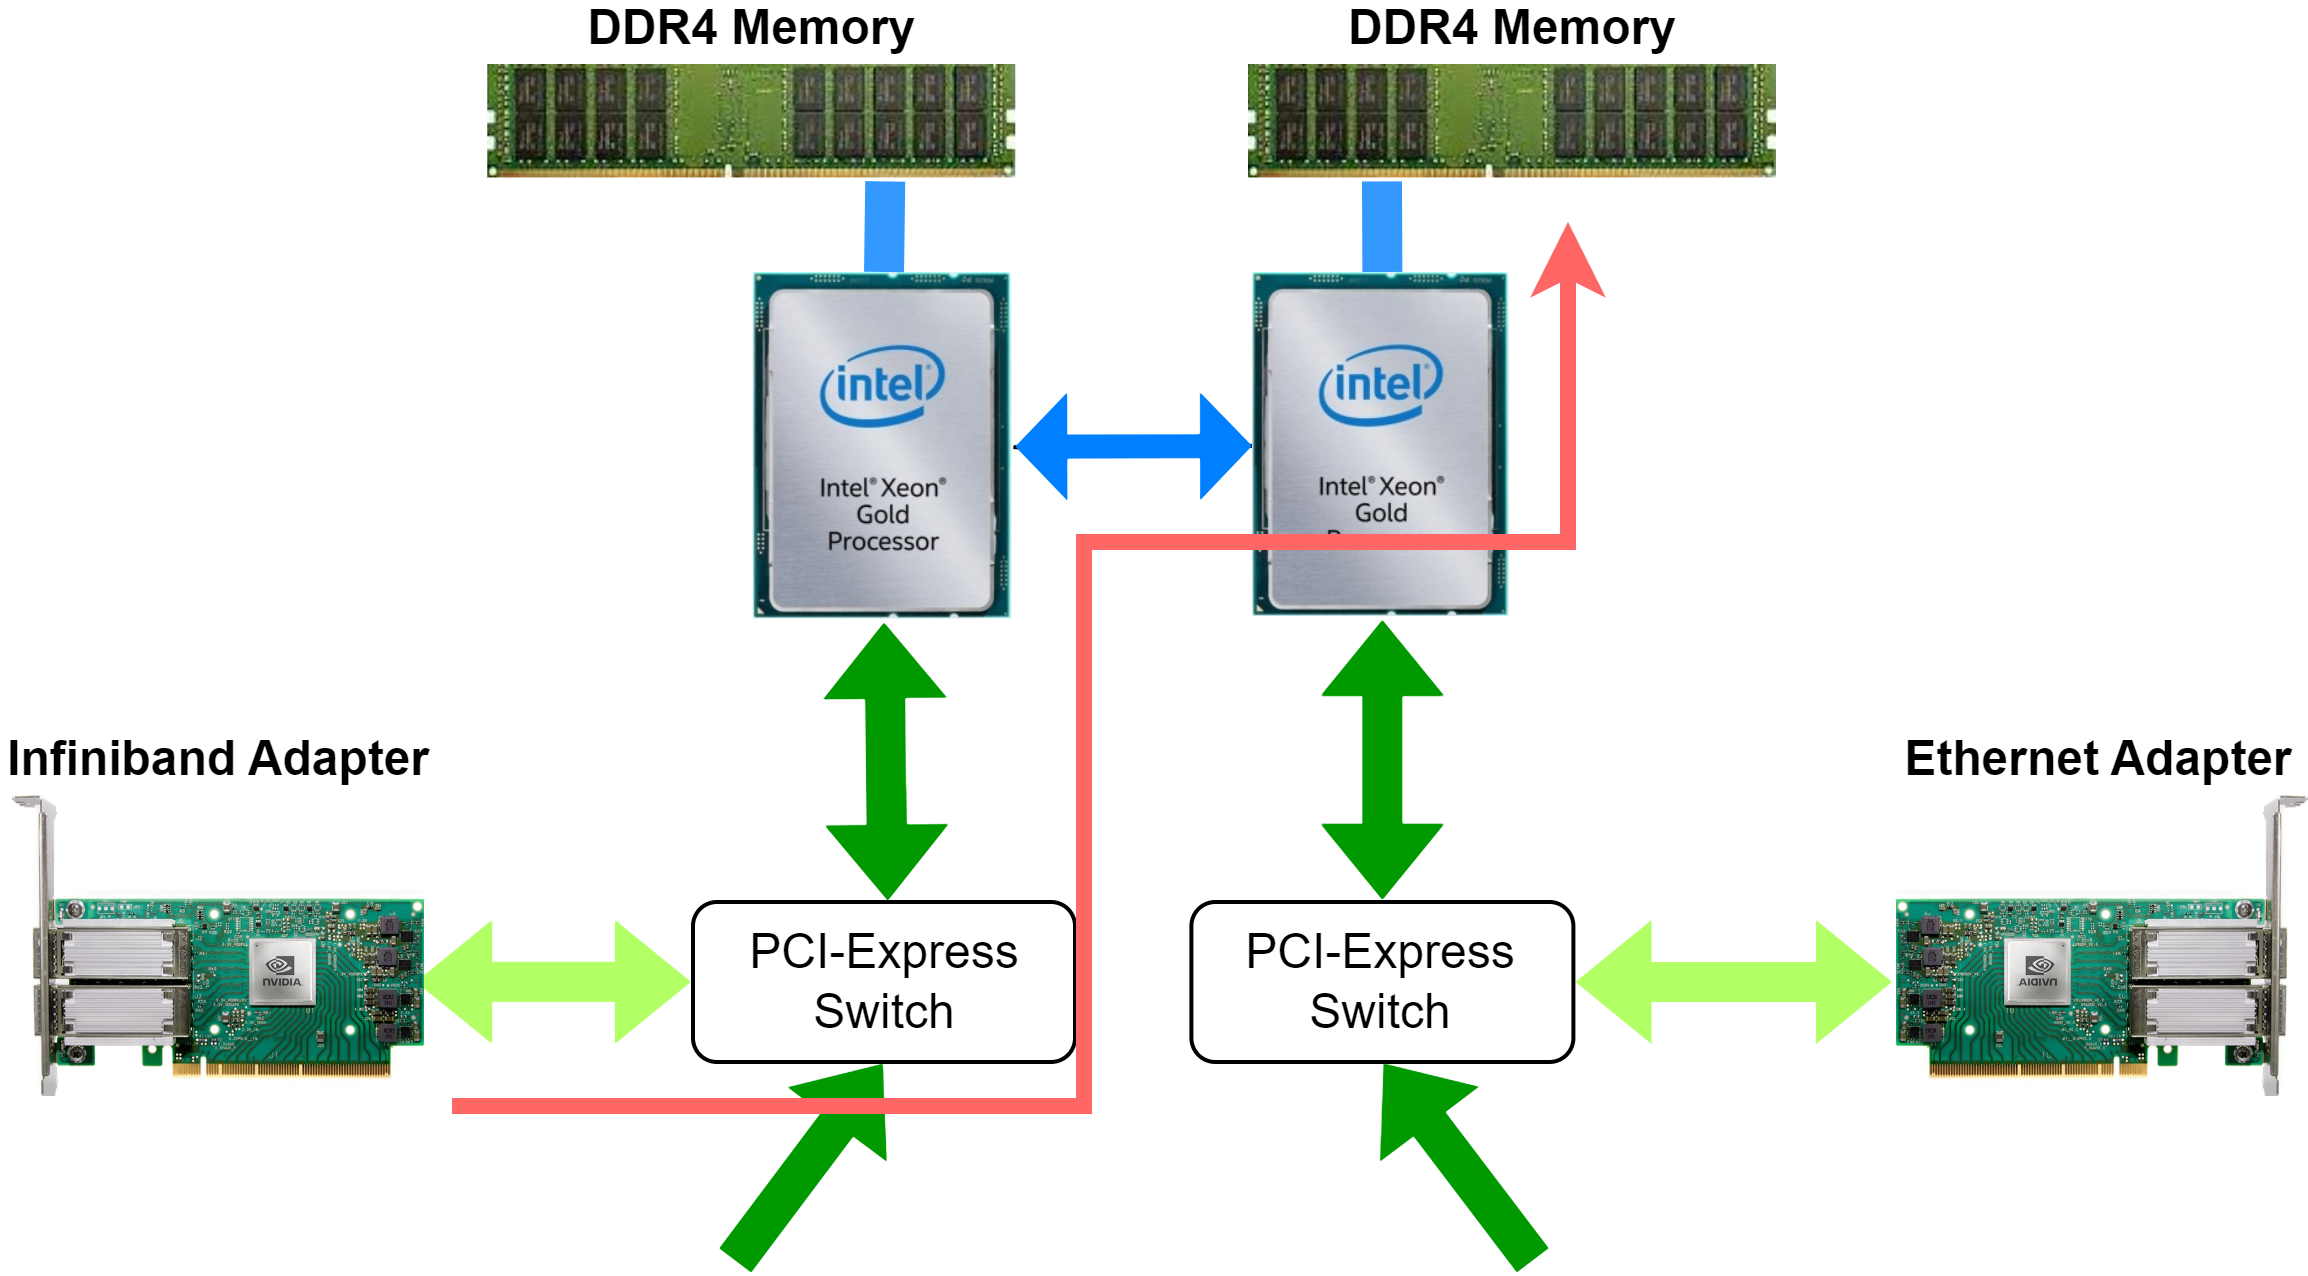 DDR4 Memory
DDR4 Memory
intel®
Intel® Xeon®
Gold
Processor
intel®
Intel® Xeon®
Gold
Infiniband Adapter
Ethernet Adapter
NVIDIA
PCI-Express
Switch
PCI-Express
Switch
NVIDIA